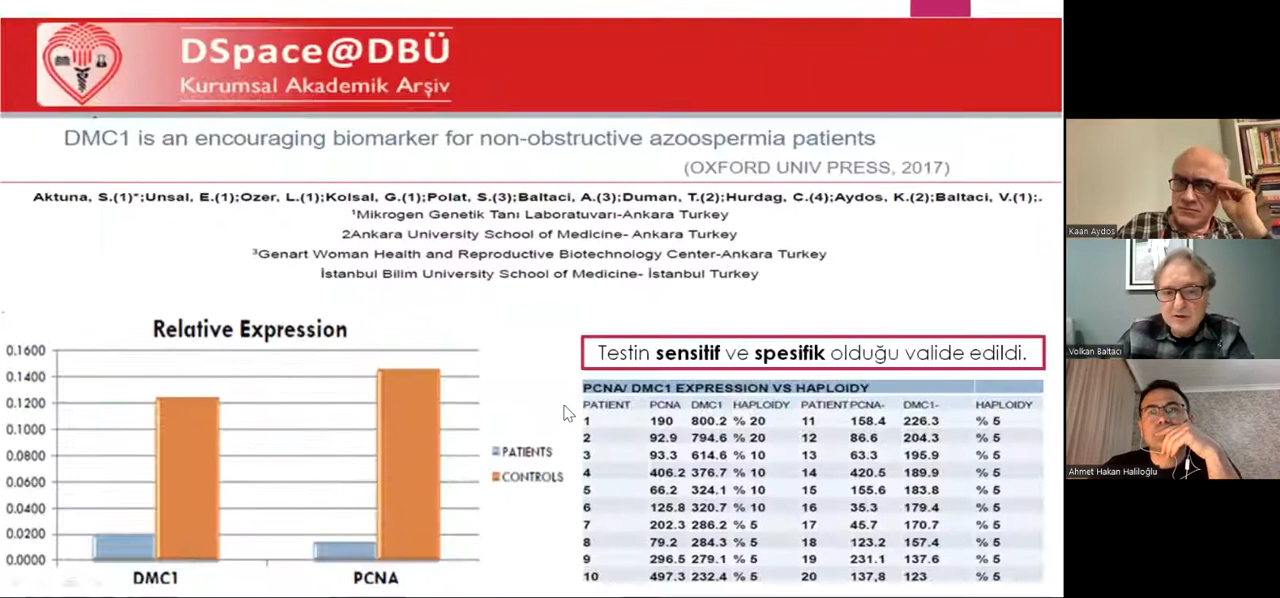 DSpace@DBÜ
Kurumsal Akademik Arşiv
DMC1 is an encouraging biomarker for non-obstructive azoospermia patients
(OXFORD UNIV PRESS, 2017)
Aktuna, S.(1)*;Unsal, E.(1);Ozer, L.(1);Kolsal, G.(1);Polat, S.(3);Baltaci, A.(3);Duman, T.(2);Hurdag, C.(4);Aydos, K.(2);Baltaci, V.(1);.
¹Mikrogen Genetik Tanı Laboratuvarı-Ankara Turkey
2Ankara University School of Medicine- Ankara Turkey
³Genart Woman Health and Reproductive Biotechnology Center-Ankara Turkey
İstanbul Bilim University School of Medicine- İstanbul Turkey
Relative Expression
0.1600
0.1400
0.1200
0.1000
0.0800
0.0600
0.0400
0.0200
0.0000
DMC1
PCNA
PATIENTS
CONTROLS
Testin sensitif ve spesifik olduğu valide edildi.
PCNA/ DMC1 EXPRESSION VS HAPLOIDY
PATIENT PCNA DMC1 HAPLOIDY PATIENT PCNA- DMC1- HAPLOIDY
1 190 800.2 % 20 11 158.4 226.3 % 5
2 92.9 794.6 % 20 12 86.6 204.3 % 5
3 93.3 614.6 % 10 13 63.3 195.9 % 5
4 406.2 376.7 % 10 14 420.5 189.9 % 5
5 66.2 324.1 % 10 15 155.6 183.8 % 5
6 125.8 320.7 % 10 16 35.3 179.4 % 5
7 202.3 286.2 % 5 17 45.7 170.7 % 5
8 79.2 284.3 % 5 18 123.2 157.4 % 5
9 296.5 279.1 % 5 19 231.1 137.6 % 5
10 497.3 232.4 % 5 20 137,8 123 % 5
Kaan Aydos
Volkan Baltacı
Ahmet Hakan Haliloğlu